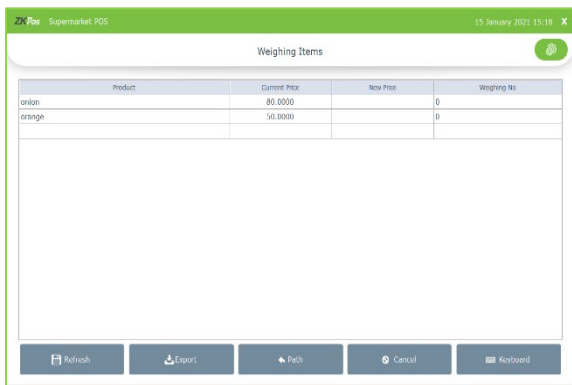 ZKPos Supermarket POS 15 January 2021 15:18 X
Weighing Items
Product Current Price New Price Weighing No
onion 80.0000 0
orange 50.0000 0
Refresh Export Path Cancel Keyboard